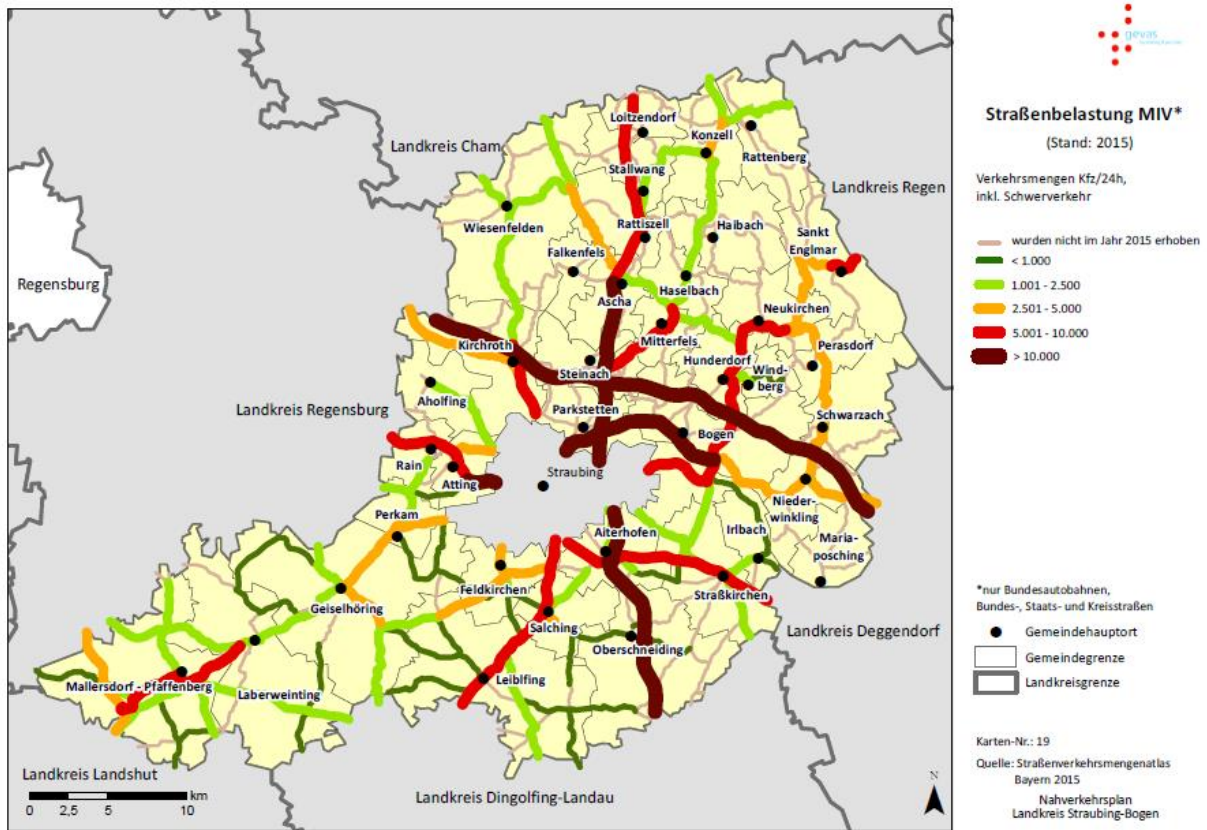 gevas
Straßenbelastung MIV*
(Stand: 2015)
Verkehrsmengen Kfz/24h,
inkl. Schwerverkehr
wurden nicht im Jahr 2015 erhoben
< 1.000
1.001 - 2.500
2.501 - 5.000
5.001 - 10.000
> 10.000
*nur Bundesautobahnen,
Bundes-, Staats- und Kreisstraßen
Gemeindehauptort
Gemeindegrenze
Landkreisgrenze
Karten-Nr.: 19
Quelle: Straßenverkehrsmengenatlas
Bayern 2015
Nahverkehrsplan
Landkreis Straubing-Bogen
Loitzendorf
Konzell
Landkreis Cham
Rattenberg
Stallwang
Landkreis Regen
Wiesenfelden
Rattiszell
Haibach
Sankt
Englmar
Falkenfels
Regensburg
Ascha
Haselbach
Neukirchen
Kirchroth
Mitterfels
Perasdorf
Steinach
Hunderdorf
Wind-
berg
Aholfing
Landkreis Regensburg
Parkstetten
Schwarzach
Bogen
Rain
Straubing
Atting
Nieder-
winkling
Perkam
Aiterhofen
Irlbach
Maria-
posching
Feldkirchen
Straßkirchen
Geiselhöring
Salching
Landkreis Deggendorf
Oberschneiding
Mallersdorf - Pfaffenberg
Leiblfing
Laberweinting
Landkreis Landshut
Landkreis Dingolfing-Landau
km
0 2,5 5 10
N